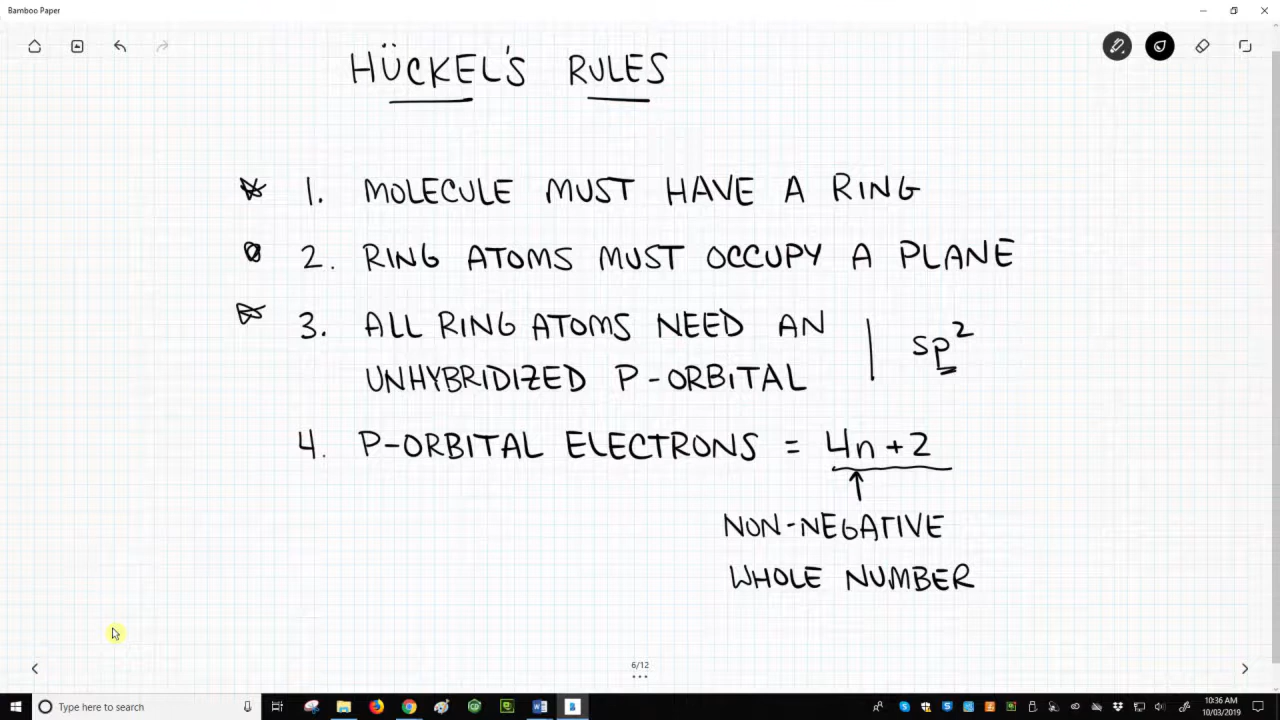 Bamboo Paper
HÜCKEL'S RULES
1. MOLECULE MUST HAVE A RING
2. RING ATOMS MUST OCCUPY A PLANE
3. ALL RING ATOMS NEED AN
UNHYBRIDIZED P-ORBITAL | sp²
4. P-ORBITAL ELECTRONS = 4n+2
NON-NEGATIVE
WHOLE NUMBER
6/12
Type here to search
10:36 AM
10/03/2019